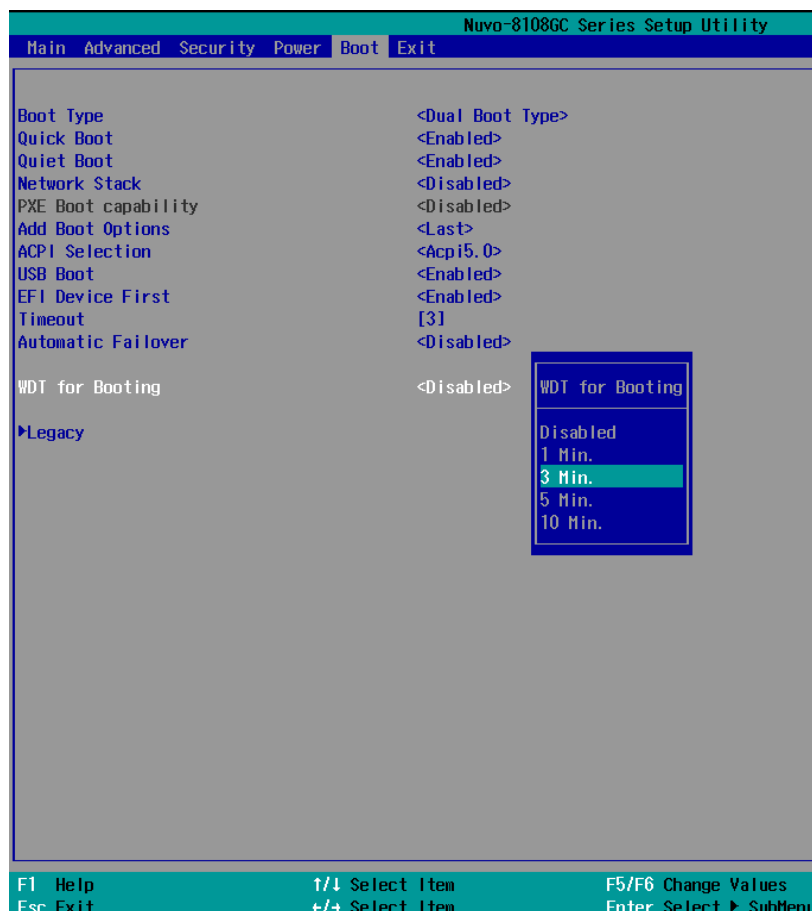 Nuvo-8108GC Series Setup Utility
Main Advanced Security Power Boot Exit
Boot Type <Dual Boot Type>
Quick Boot <Enabled>
Quiet Boot <Enabled>
Network Stack <Disabled>
PXE Boot capability <Disabled>
Add Boot Options <Last>
ACPI Selection <Acpi5.0>
USB Boot <Enabled>
EFI Device First <Enabled>
Timeout [3]
Automatic Failover <Disabled>
WDT for Booting <Disabled>
▶Legacy
WDT for Booting
Disabled
1 Min.
3 Min.
5 Min.
10 Min.
F1 Help ↑/↓ Select Item F5/F6 Change Values
Esc Exit ←/→ Select Item Enter Select ▶ SubMenu